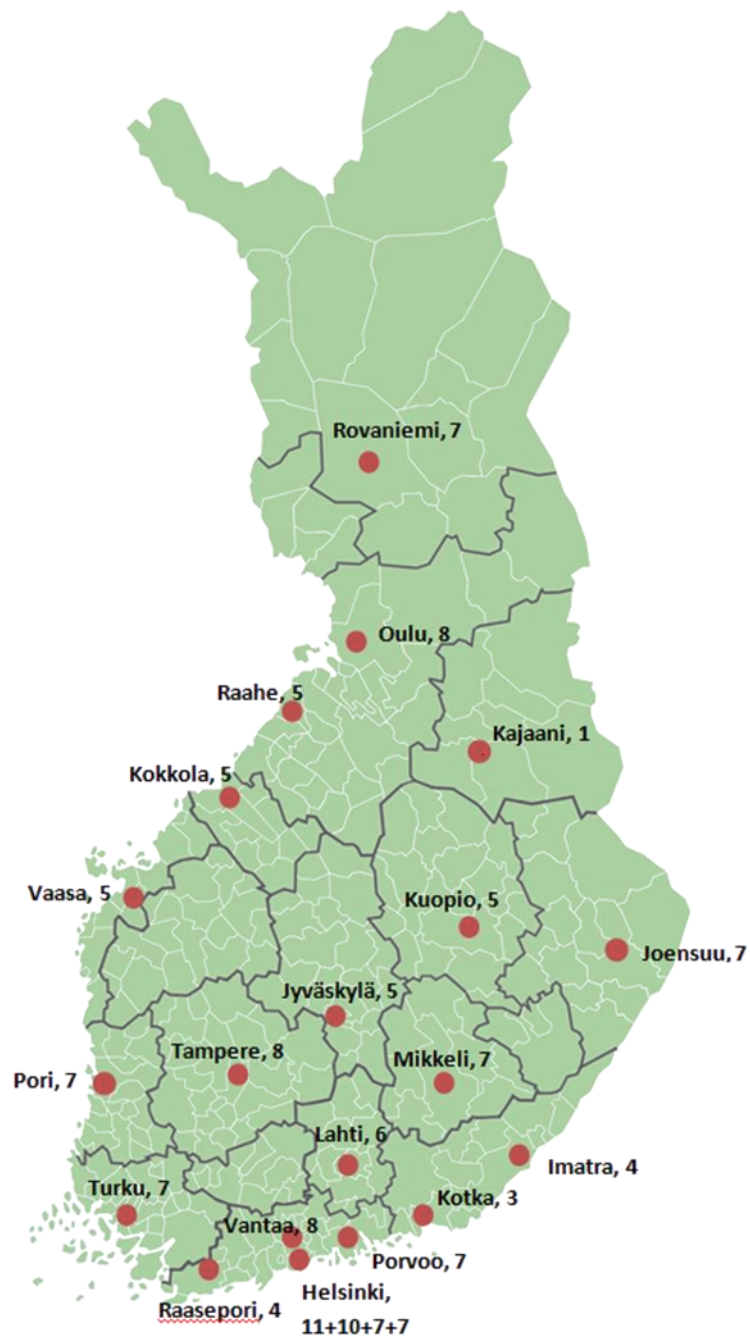 Rovaniemi, 7
Oulu, 8
Raahe, 5
Kajaani, 1
Kokkola, 5
Vaasa, 5
Kuopio, 5
Joensuu, 7
Jyväskylä, 5
Tampere, 8
Mikkeli, 7
Pori, 7
Lahti, 6
Imatra, 4
Turku, 7
Kotka, 3
Vantaa, 8
Porvoo, 7
Raasepori, 4
Helsinki,
11+10+7+7